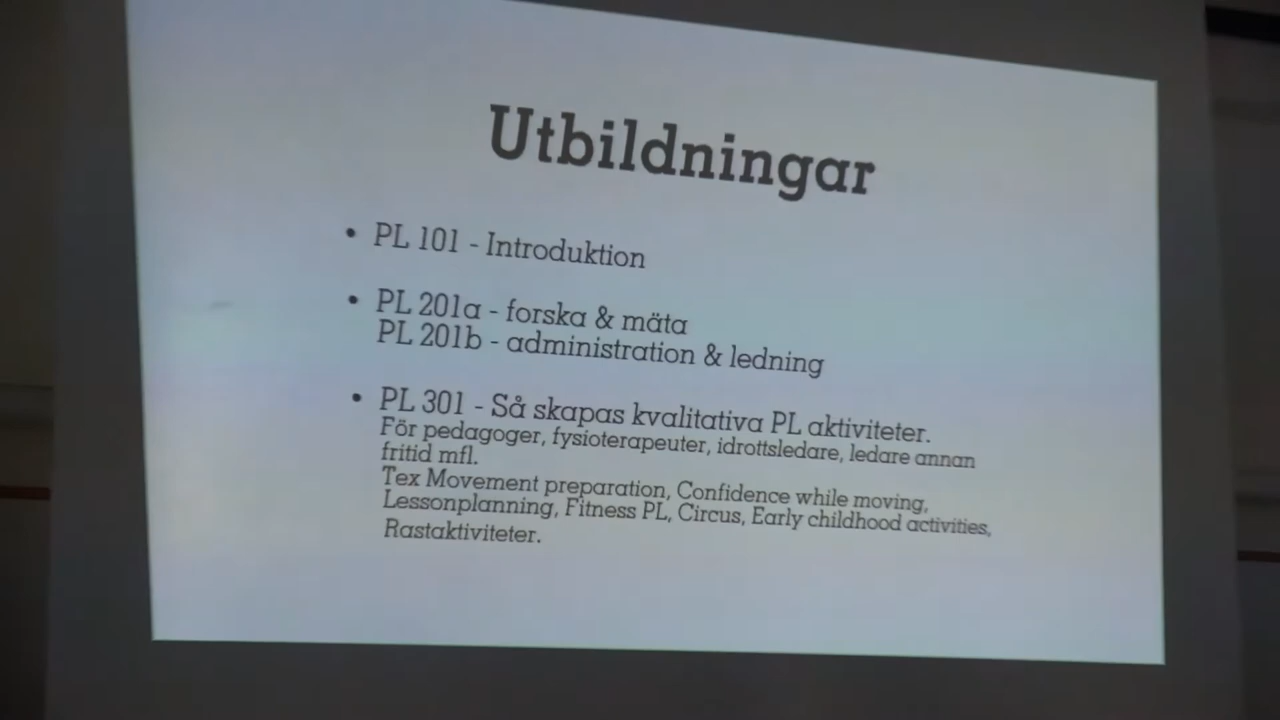 Utbildningar
• PL 101 - Introduktion
• PL 201a - forska & mäta
PL 201b - administration & ledning
• PL 301 - Så skapas kvalitativa PL aktiviteter.
För pedagoger, fysioterapeuter, idrottsledare, ledare annan
fritid mfl.
Tex Movement preparation, Confidence while moving,
Lessonplanning, Fitness PL, Circus, Early childhood activities,
Rastaktiviteter.